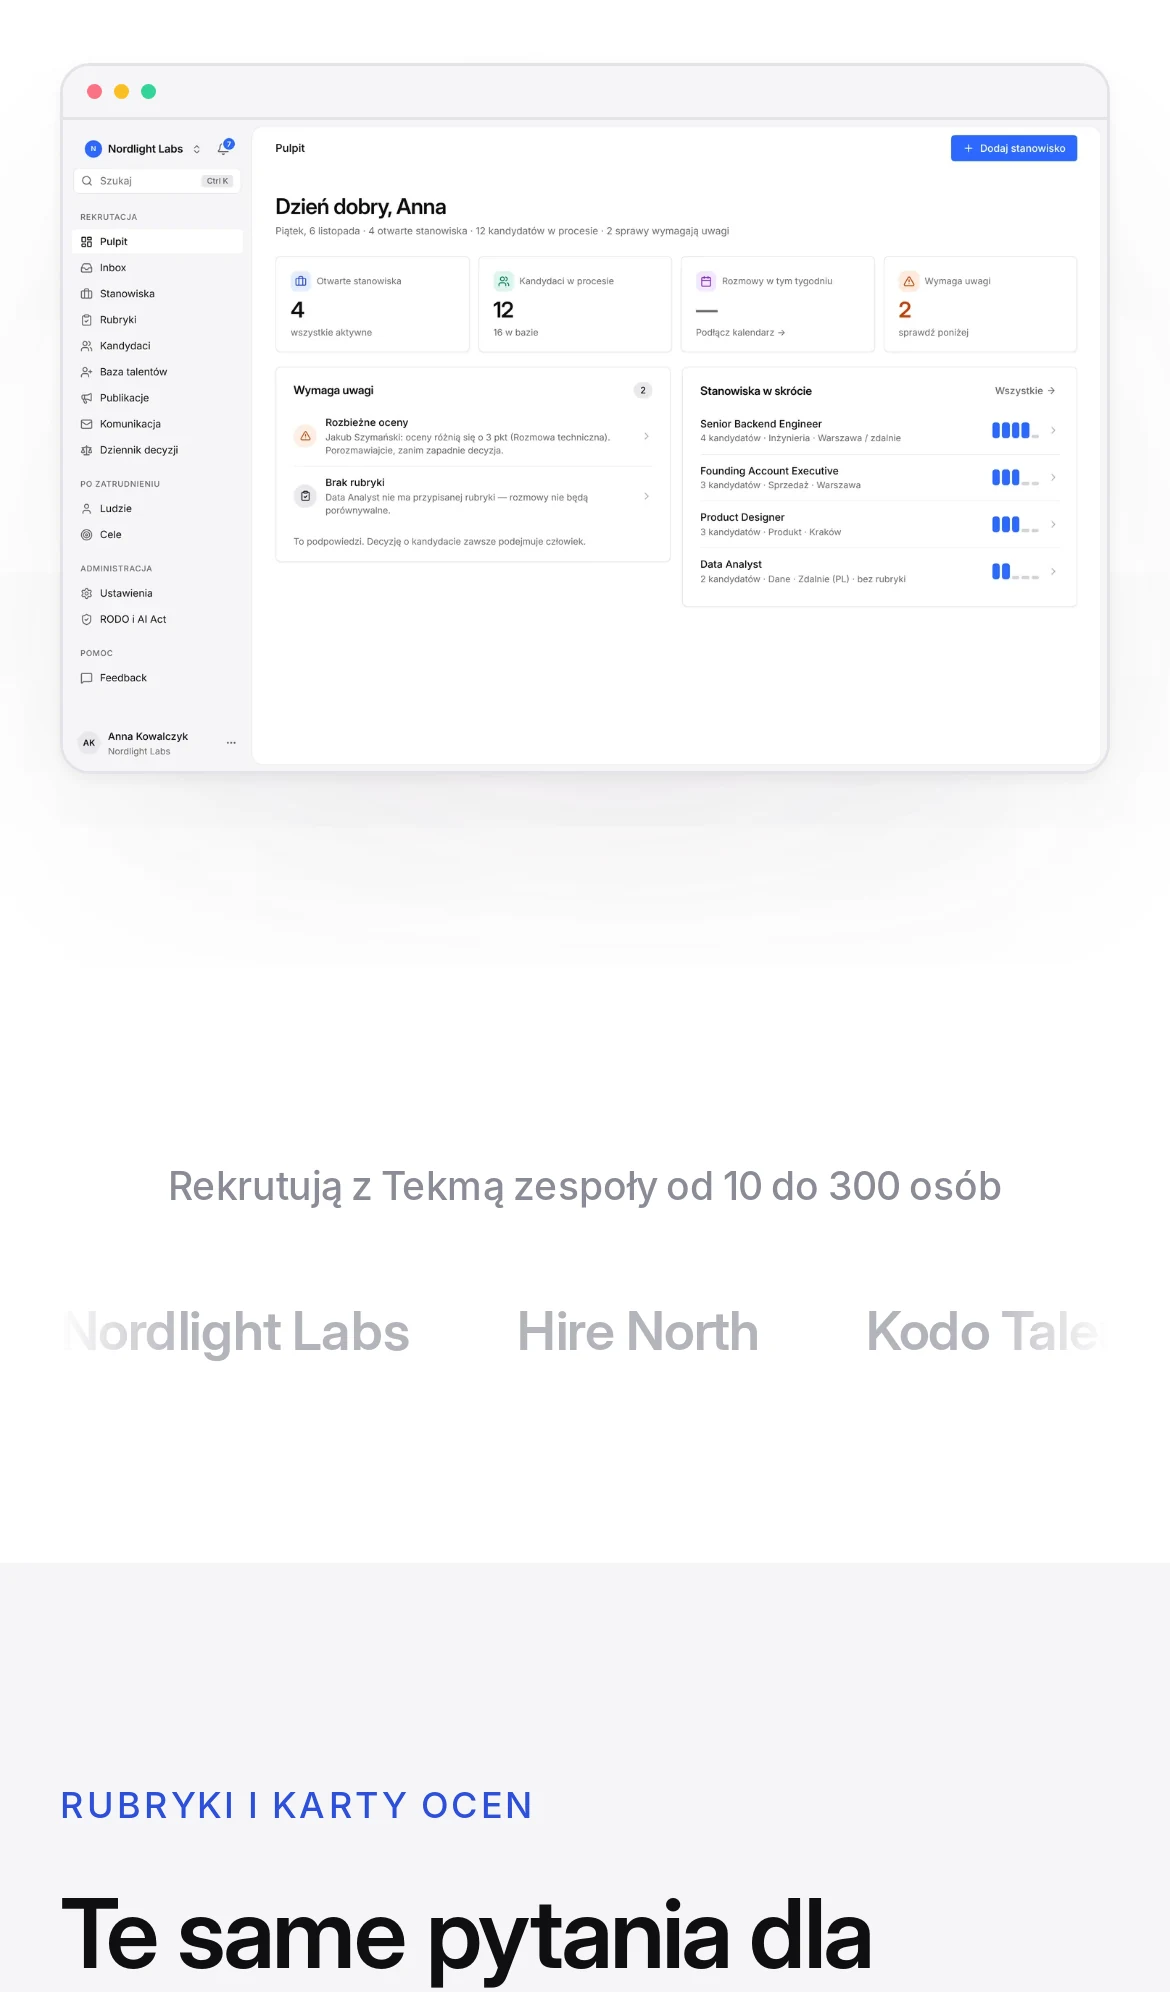 N Nordlight Labs 7
Szukaj Ctrl K
REKRUTACJA
Pulpit
Inbox
Stanowiska
Rubryki
Kandydaci
Baza talentów
Publikacje
Komunikacja
Dziennik decyzji
PO ZATRUDNIENIU
Ludzie
Cele
ADMINISTRACJA
Ustawienia
RODO i AI Act
POMOC
Feedback
AK Anna Kowalczyk
Nordlight Labs
Pulpit
+ Dodaj stanowisko
Dzień dobry, Anna
Piątek, 6 listopada · 4 otwarte stanowiska · 12 kandydatów w procesie · 2 sprawy wymagają uwagi
Otwarte stanowiska
4
wszystkie aktywne
Kandydaci w procesie
12
16 w bazie
Rozmowy w tym tygodniu
—
Podłącz kalendarz →
Wymaga uwagi
2
sprawdź poniżej
Wymaga uwagi 2
Rozbieżne oceny
Jakub Szymański: oceny różnią się o 3 pkt (Rozmowa techniczna).
Porozmawiajcie, zanim zapadnie decyzja.
Brak rubryki
Data Analyst nie ma przypisanej rubryki — rozmowy nie będą
porównywalne.
To podpowiedzi. Decyzję o kandydacie zawsze podejmuje człowiek.
Stanowiska w skrócie Wszystkie →
Senior Backend Engineer
4 kandydatów · Inżynieria · Warszawa / zdalnie
Founding Account Executive
3 kandydatów · Sprzedaż · Warszawa
Product Designer
3 kandydatów · Produkt · Kraków
Data Analyst
2 kandydatów · Dane · Zdalnie (PL) · bez rubryki
Rekrutują z Tekmą zespoły od 10 do 300 osób
Nordlight Labs Hire North Kodo Tale
RUBRYKI I KARTY OCEN
Te same pytania dla